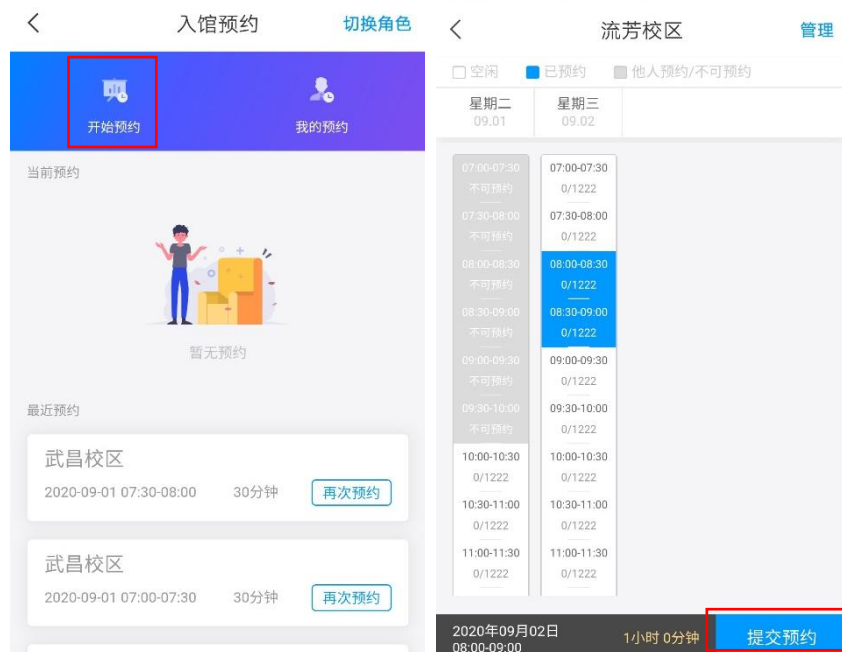 入馆预约
切换角色
开始预约
我的预约
当前预约
暂无预约
最近预约
武昌校区
2020-09-01 07:30-08:00 30分钟 再次预约
武昌校区
2020-09-01 07:00-07:30 30分钟 再次预约
流芳校区
管理
空闲 已预约 他人预约/不可预约
星期二 星期三
09.01 09.02
07:00-07:30 07:00-07:30
不可预约 0/1222
07:30-08:00 07:30-08:00
不可预约 0/1222
08:00-08:30 08:00-08:30
不可预约 0/1222
08:30-09:00 08:30-09:00
不可预约 0/1222
09:00-09:30 09:00-09:30
不可预约 0/1222
09:30-10:00 09:30-10:00
不可预约 0/1222
10:00-10:30 10:00-10:30
0/1222 0/1222
10:30-11:00 10:30-11:00
0/1222 0/1222
11:00-11:30 11:00-11:30
0/1222 0/1222
2020年09月02日
08:00-09:00
1小时 0分钟
提交预约